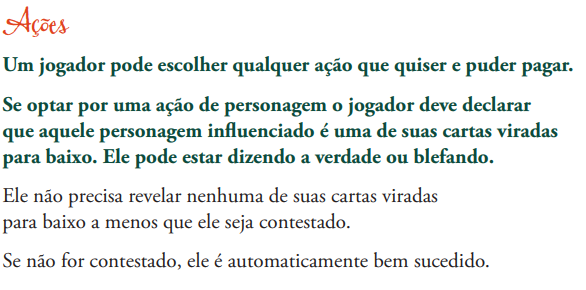 Ações
Um jogador pode escolher qualquer ação que quiser e puder pagar.
Se optar por uma ação de personagem o jogador deve declarar
que aquele personagem influenciado é uma de suas cartas viradas
para baixo. Ele pode estar dizendo a verdade ou blefando.
Ele não precisa revelar nenhuma de suas cartas viradas
para baixo a menos que ele seja contestado.
Se não for contestado, ele é automaticamente bem sucedido.